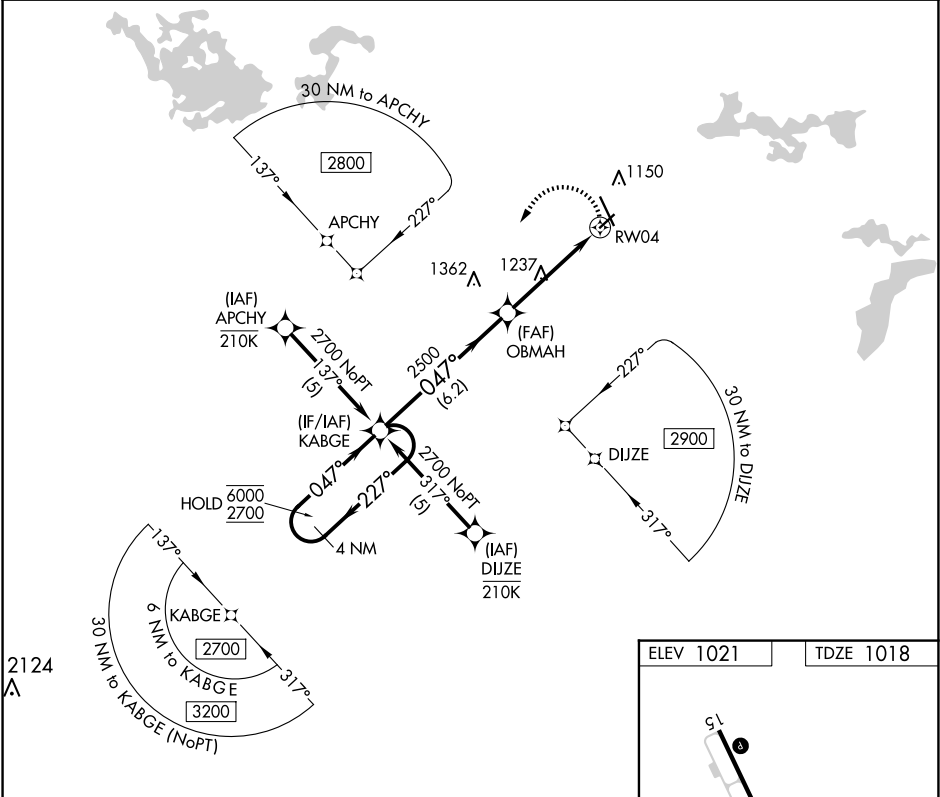 30 NM to APCHY
2800
137°
227°
APCHY
1150
RW04
1362
1237
(FAF)
OBMAH
(IAF)
APCHY
210K
2700 NoPT
137°
(5)
2500
047°
(6.2)
(IF/IAF)
KABGE
227°
30 NM to DIJZE
2900
DIJZE
317°
2700 NoPT
317°
(5)
047°
227°
HOLD 6000
2700
4 NM
(IAF)
DIJZE
210K
137°
KABGE
6 NM to KABGE
2700
317°
30 NM to KABGE (NoPT)
3200
2124
ELEV 1021
TDZE 1018
15
P